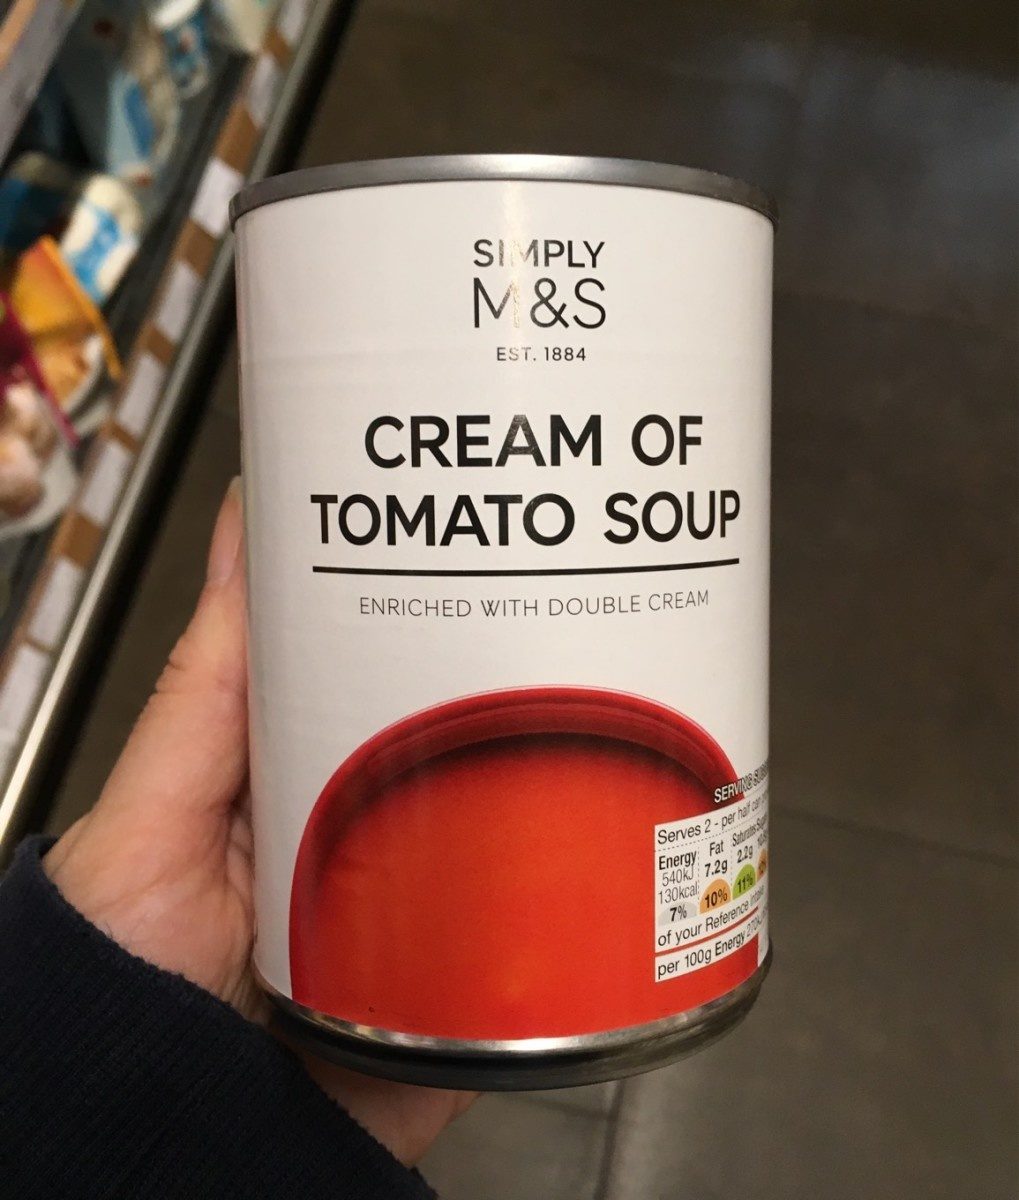 SIMPLY
M&S
EST. 1884
CREAM OF
TOMATO SOUP
ENRICHED WITH DOUBLE CREAM
Serves 2 - per half can
Energy Fat Saturates
540kJ 7.2g 2.2g
130kcal
7% 10% 11%
of your Reference
per 100g Energy